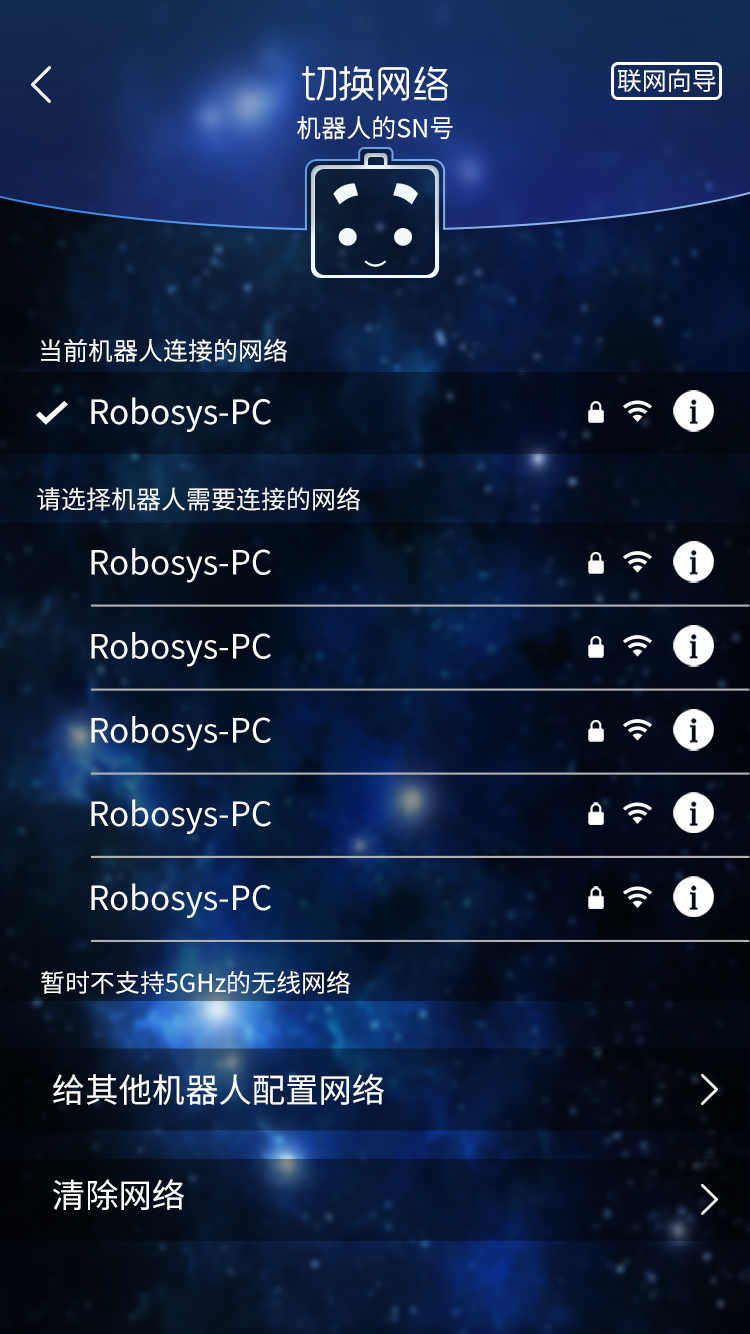 切换网络
联网向导
机器人的SN号
当前机器人连接的网络
Robosys-PC
请选择机器人需要连接的网络
Robosys-PC
Robosys-PC
Robosys-PC
Robosys-PC
Robosys-PC
暂时不支持5GHz的无线网络
给其他机器人配置网络
清除网络